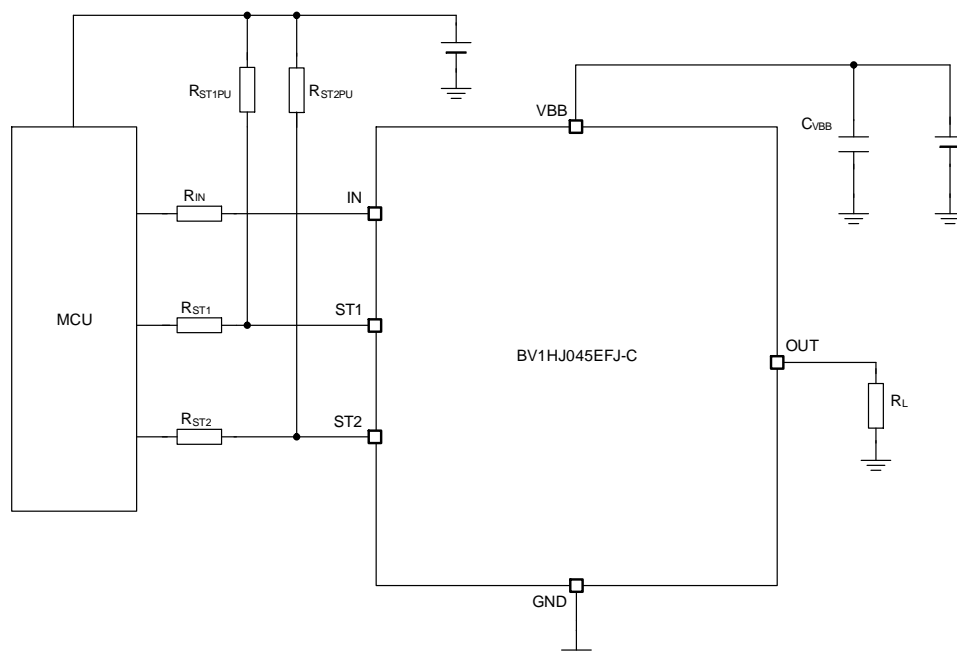 RST1PU
RST2PU
VBB
CVBB
RIN
IN
MCU
RST1
ST1
BV1HJ045EFJ-C
OUT
RL
RST2
ST2
GND